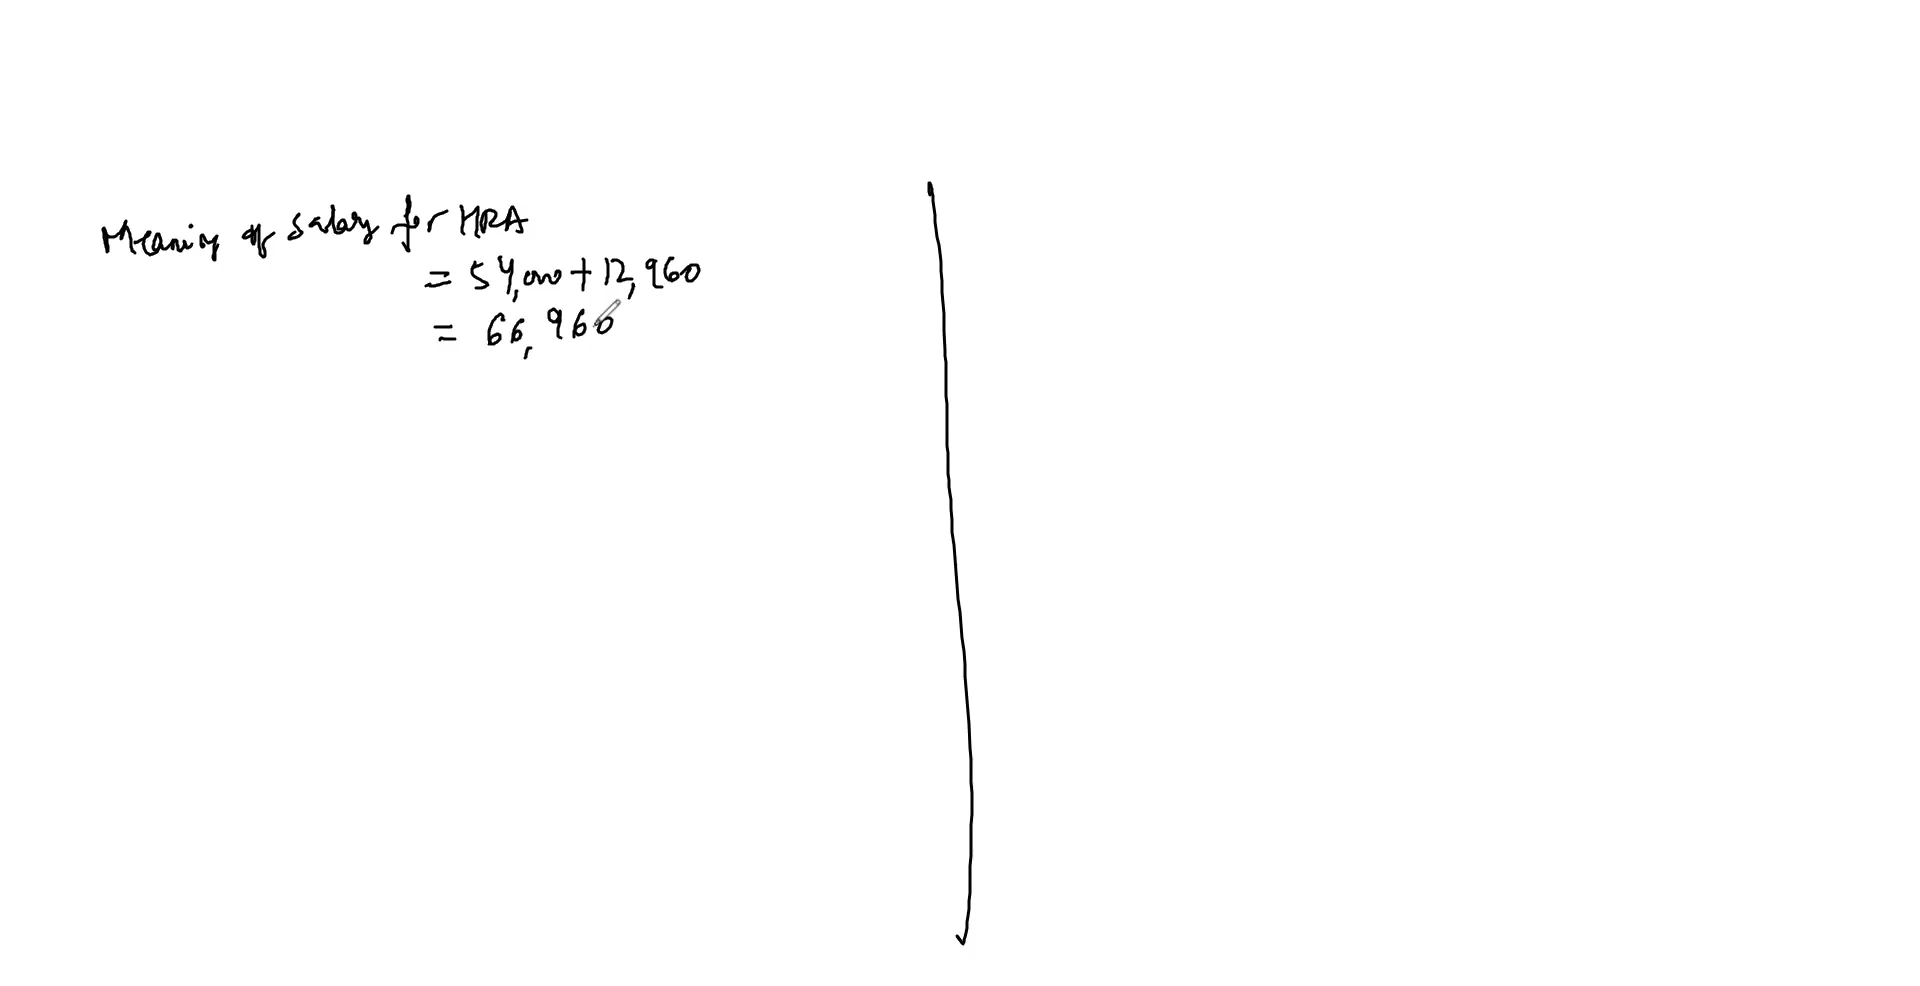 Meaning of salary for HRA
= 54,000 + 12,960
= 66,960